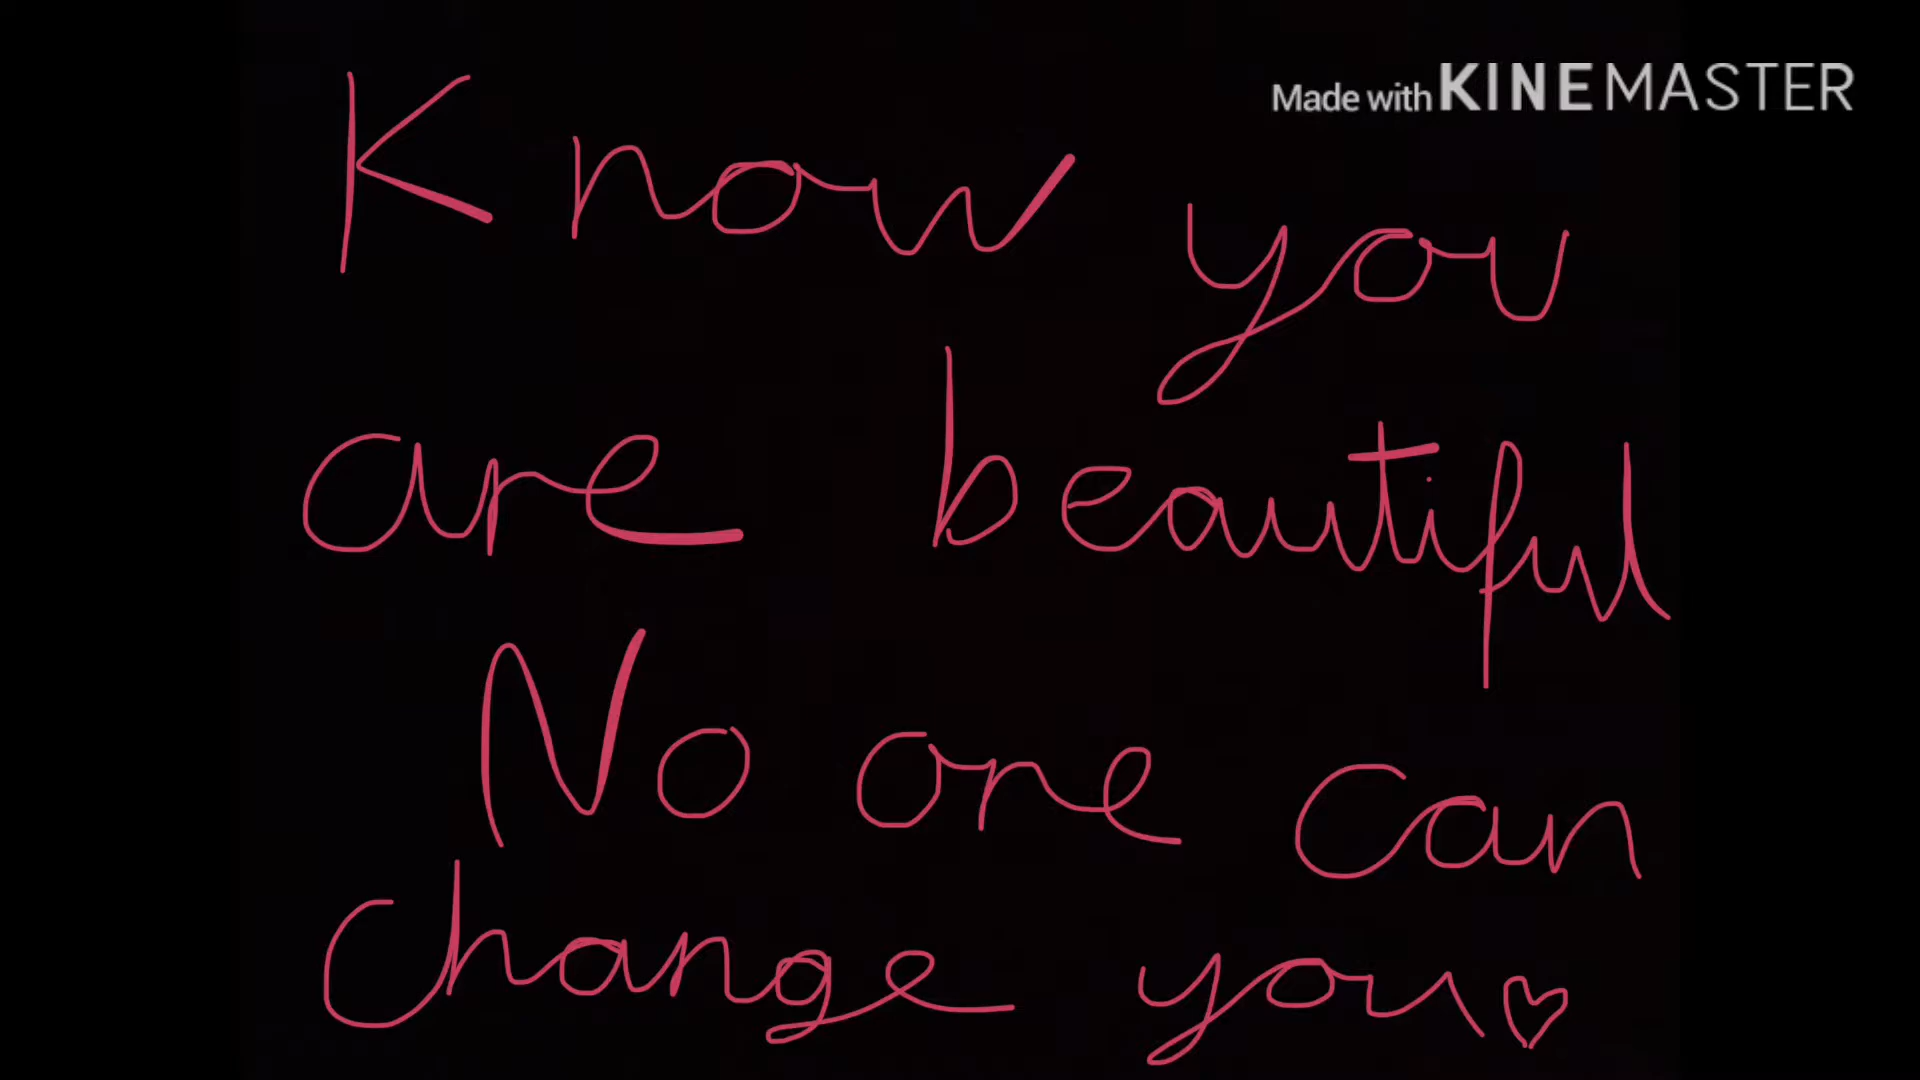 Made with KINEMASTER
Know you
are beautiful
No one can
change you♡